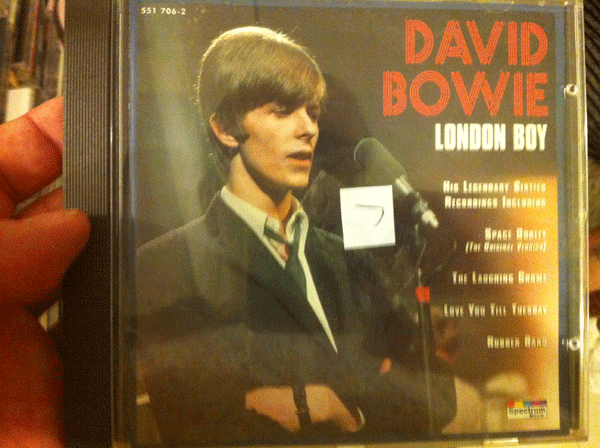 551 706-2
DAVID
BOWIE
LONDON BOY
HIS LEGENDARY SIXTIES
RECORDINGS INCLUDING
SPACE ODDITY
(THE ORIGINAL VERSION)
THE LAUGHING GNOME
LOVE YOU TILL TUESDAY
RUBBER BAND
Spectrum
Music